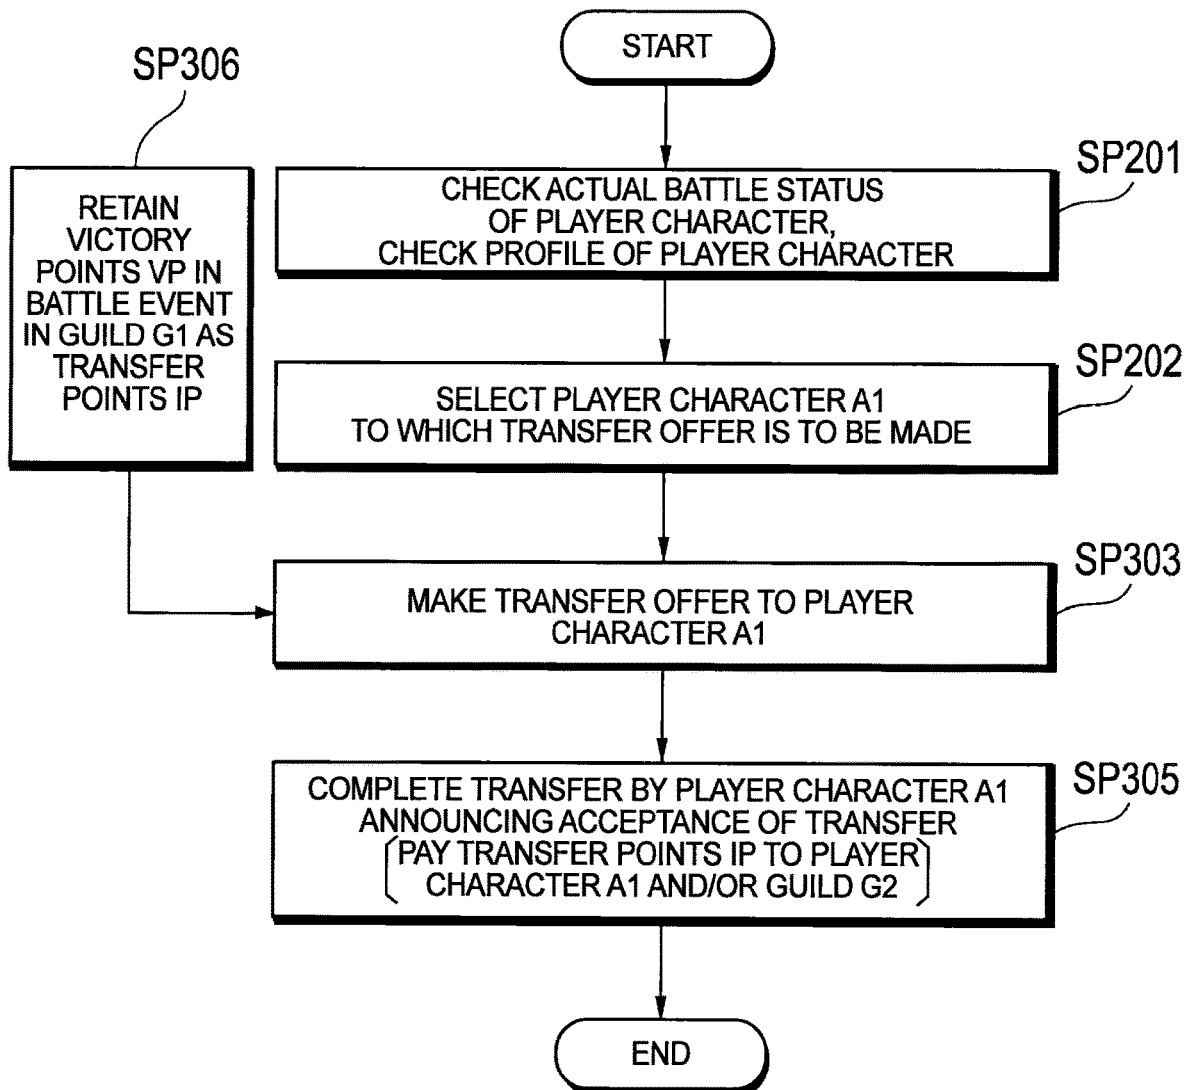 START
SP306
RETAIN
VICTORY
POINTS VP IN
BATTLE EVENT
IN GUILD G1 AS
TRANSFER
POINTS IP
SP201
CHECK ACTUAL BATTLE STATUS
OF PLAYER CHARACTER,
CHECK PROFILE OF PLAYER CHARACTER
SP202
SELECT PLAYER CHARACTER A1
TO WHICH TRANSFER OFFER IS TO BE MADE
SP303
MAKE TRANSFER OFFER TO PLAYER
CHARACTER A1
SP305
COMPLETE TRANSFER BY PLAYER CHARACTER A1
ANNOUNCING ACCEPTANCE OF TRANSFER
(PAY TRANSFER POINTS IP TO PLAYER
CHARACTER A1 AND/OR GUILD G2)
END